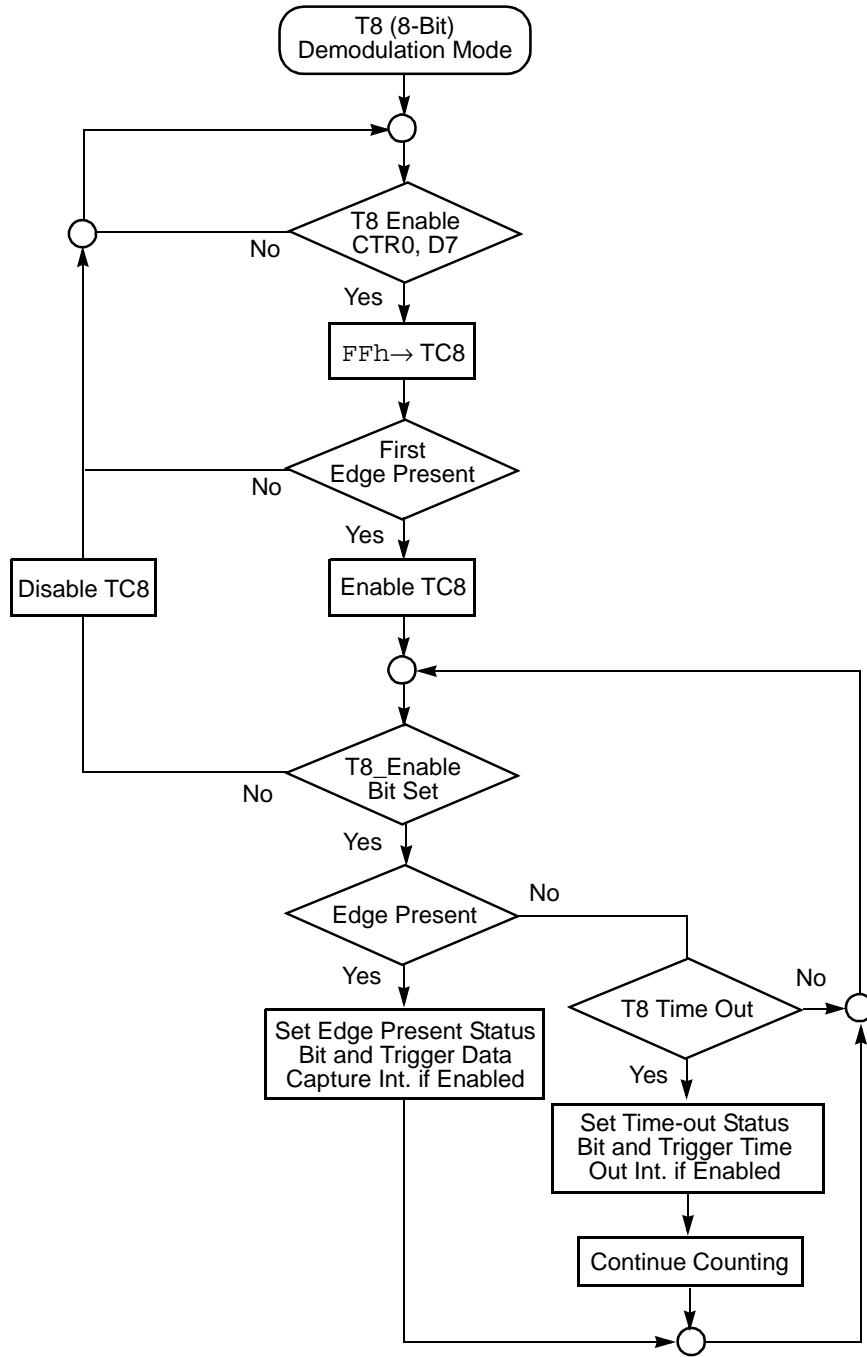 T8 (8-Bit)
Demodulation Mode
T8 Enable
CTR0, D7
No
Yes
FFh→ TC8
First
Edge Present
No
Yes
Disable TC8
Enable TC8
T8_Enable
Bit Set
No
Yes
Edge Present
No
Yes
T8 Time Out
No
Set Edge Present Status
Bit and Trigger Data
Capture Int. if Enabled
Yes
Set Time-out Status
Bit and Trigger Time
Out Int. if Enabled
Continue Counting